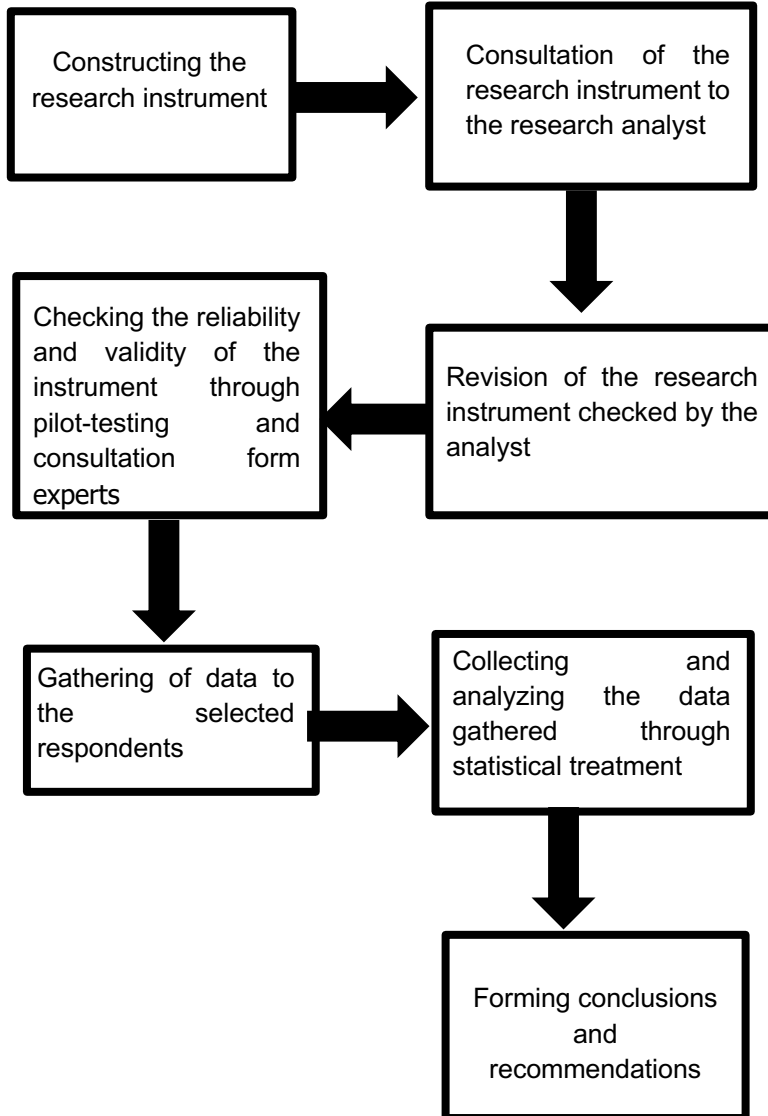 Constructing the
research instrument
Consultation of the
research instrument to
the research analyst
Revision of the research
instrument checked by the
analyst
Checking the reliability
and validity of the
instrument through
pilot-testing and
consultation form
experts
Gathering of data to
the selected
respondents
Collecting and
analyzing the data
gathered through
statistical treatment
Forming conclusions
and
recommendations